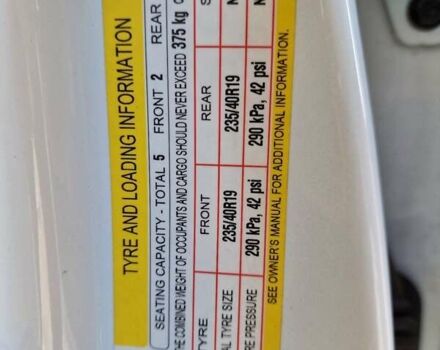 TYRE AND LOADING INFORMATION
SEATING CAPACITY - TOTAL 5 FRONT 2 REAR
THE COMBINED WEIGHT OF OCCUPANTS AND CARGO SHOULD NEVER EXCEED 375 kg
TYRE FRONT REAR
TYRE SIZE 235/40R19 235/40R19
PRESSURE 290 kPa, 42 psi 290 kPa, 42 psi
SEE OWNER'S MANUAL FOR ADDITIONAL INFORMATION.